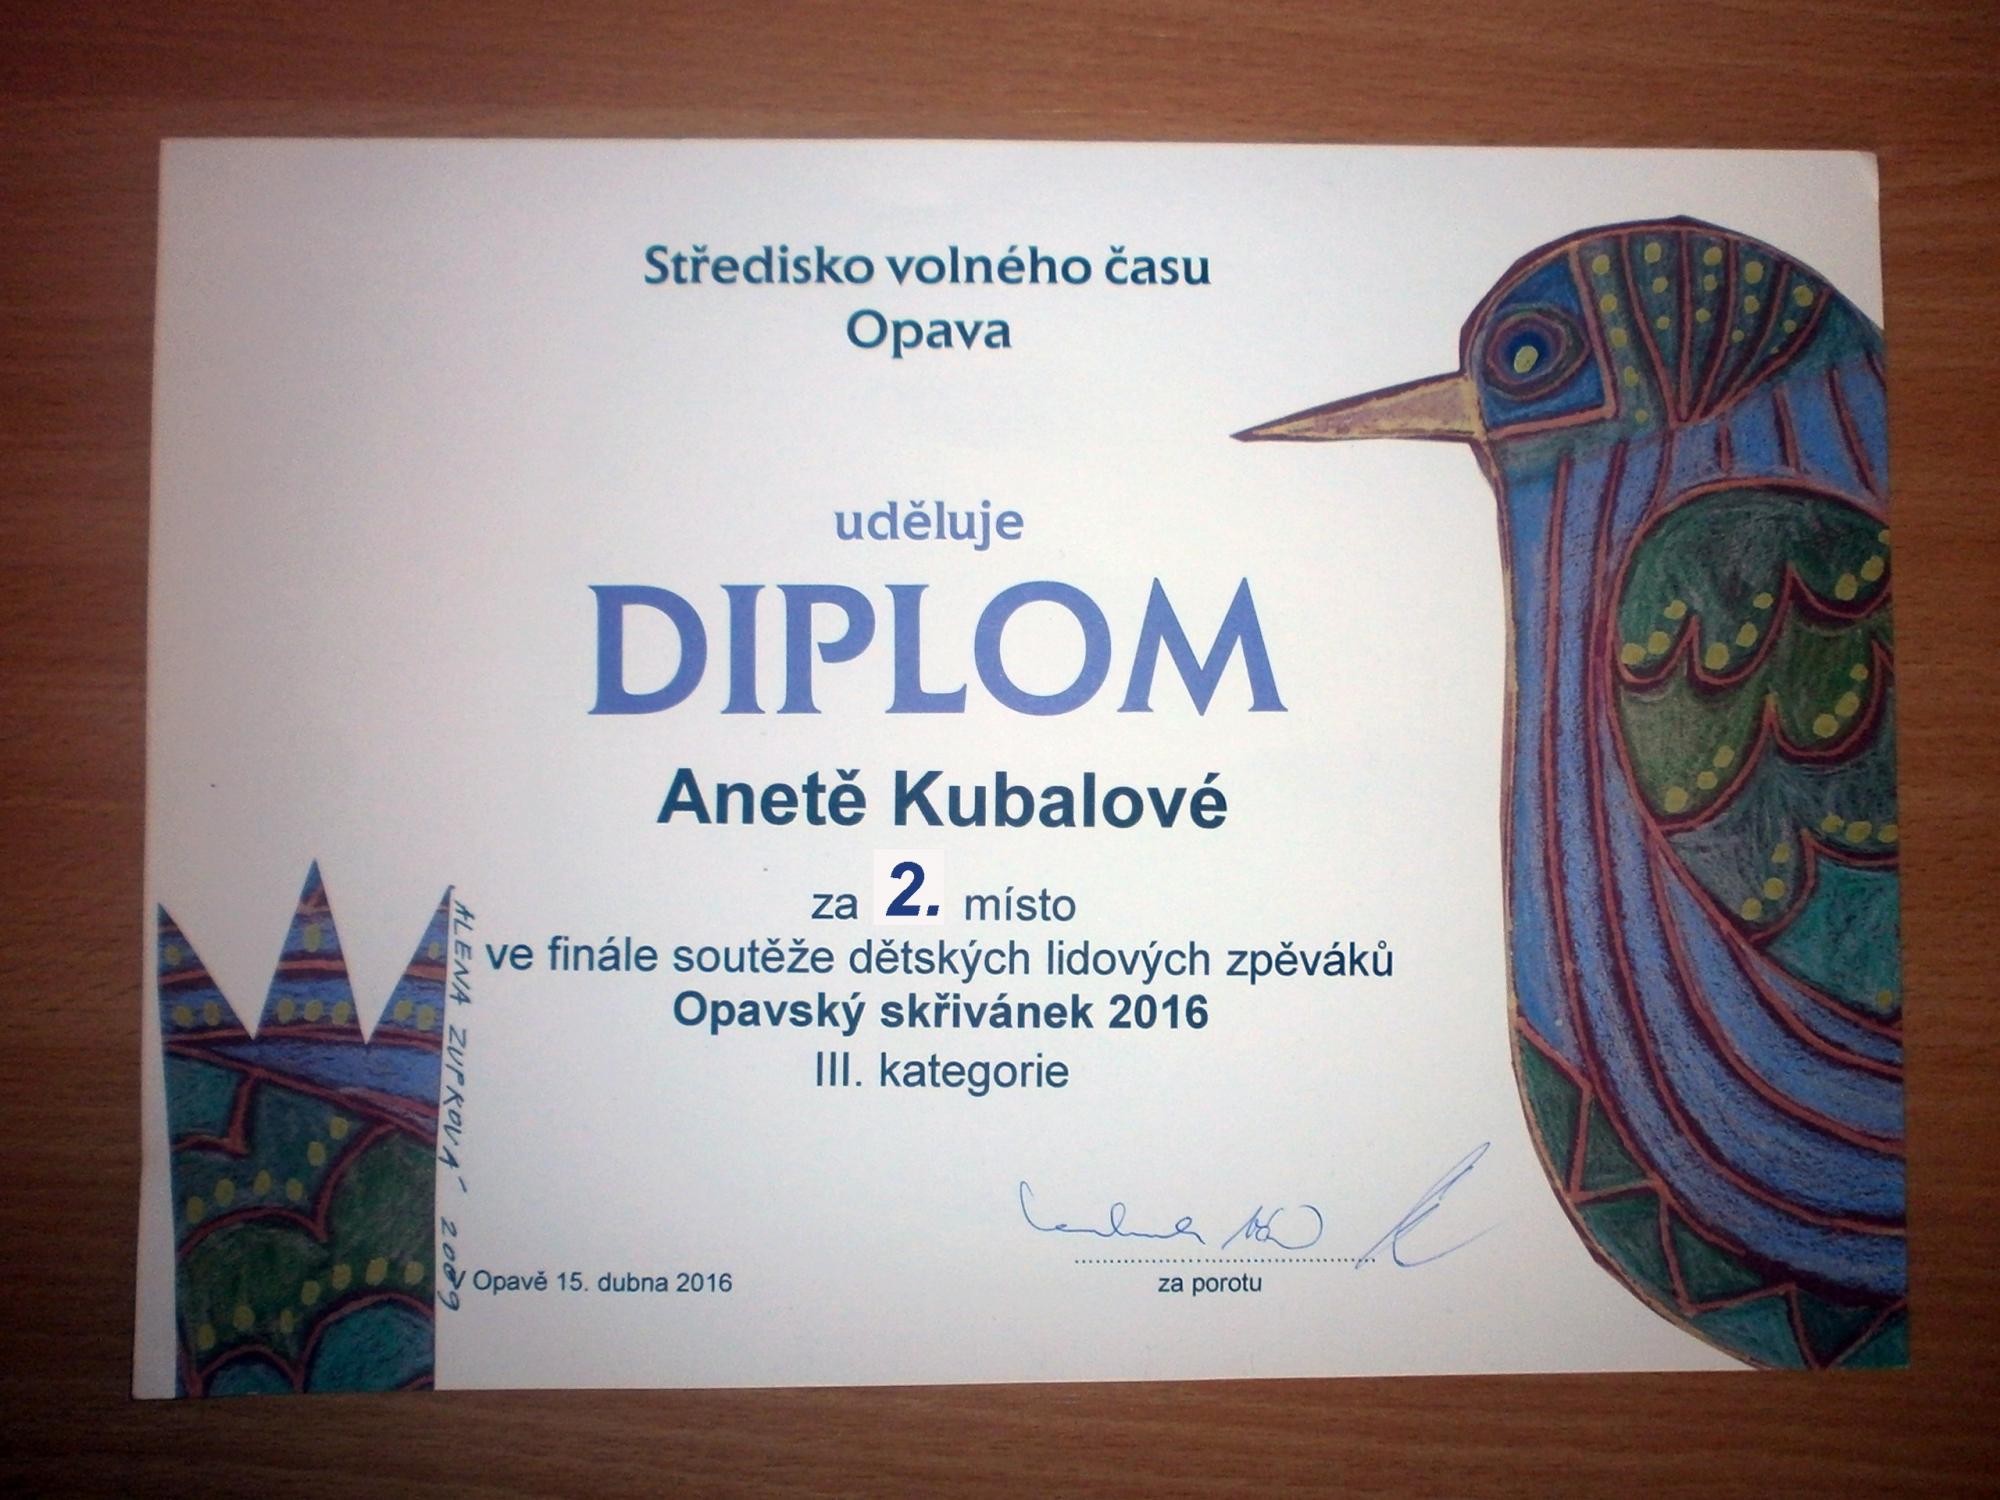 Středisko volného času
Opava
uděluje
DIPLOM
Anetě Kubalové
za 2. místo
ve finále soutěže dětských lidových zpěváků
Opavský skřivánek 2016
III. kategorie
V Opavě 15. dubna 2016
za porotu
ALENA ZUPKOVÁ 2009